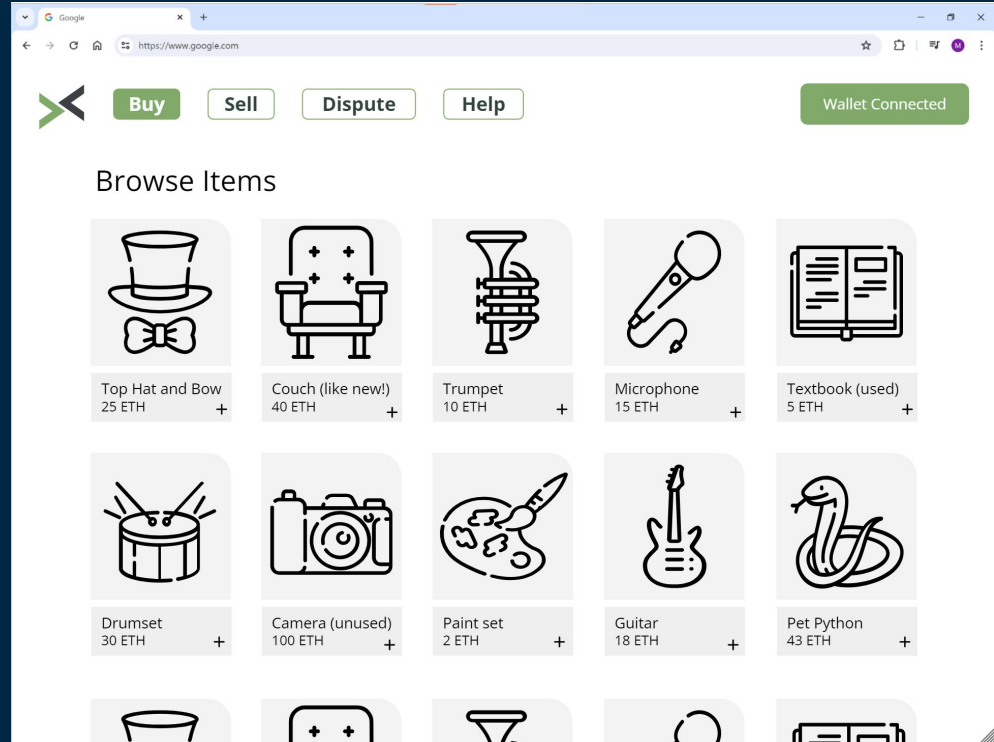 Google
https://www.google.com
M
Buy
Sell
Dispute
Help
Wallet Connected
Browse Items
Top Hat and Bow
25 ETH
+
Couch (like new!)
40 ETH
+
Trumpet
10 ETH
+
Microphone
15 ETH
+
Textbook (used)
5 ETH
+
Drumset
30 ETH
+
Camera (unused)
100 ETH
+
Paint set
2 ETH
+
Guitar
18 ETH
+
Pet Python
43 ETH
+